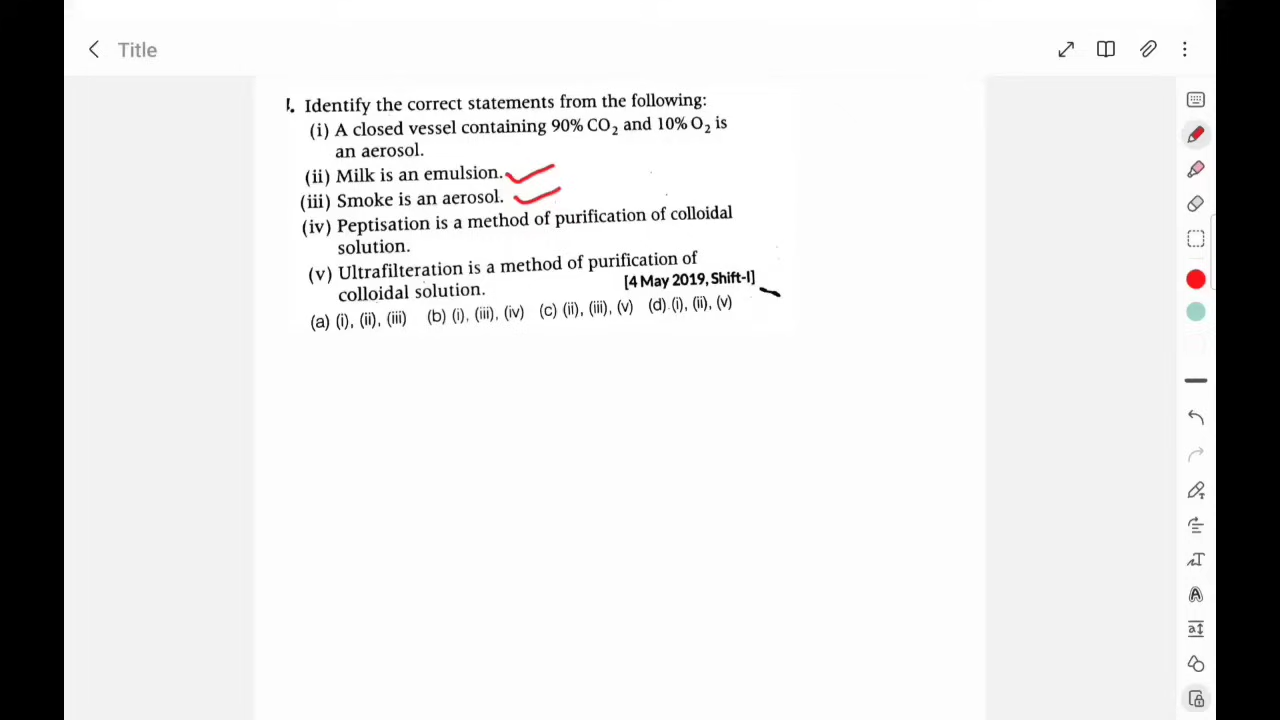 Title
1. Identify the correct statements from the following:
(i) A closed vessel containing 90% CO₂ and 10% O₂ is
an aerosol.
(ii) Milk is an emulsion.
(iii) Smoke is an aerosol.
(iv) Peptisation is a method of purification of colloidal
solution.
(v) Ultrafilteration is a method of purification of
colloidal solution.
[4 May 2019, Shift-I]
(a) (i), (ii), (iii) (b) (i), (iii), (iv) (c) (ii), (iii), (v) (d) (i), (ii), (v)